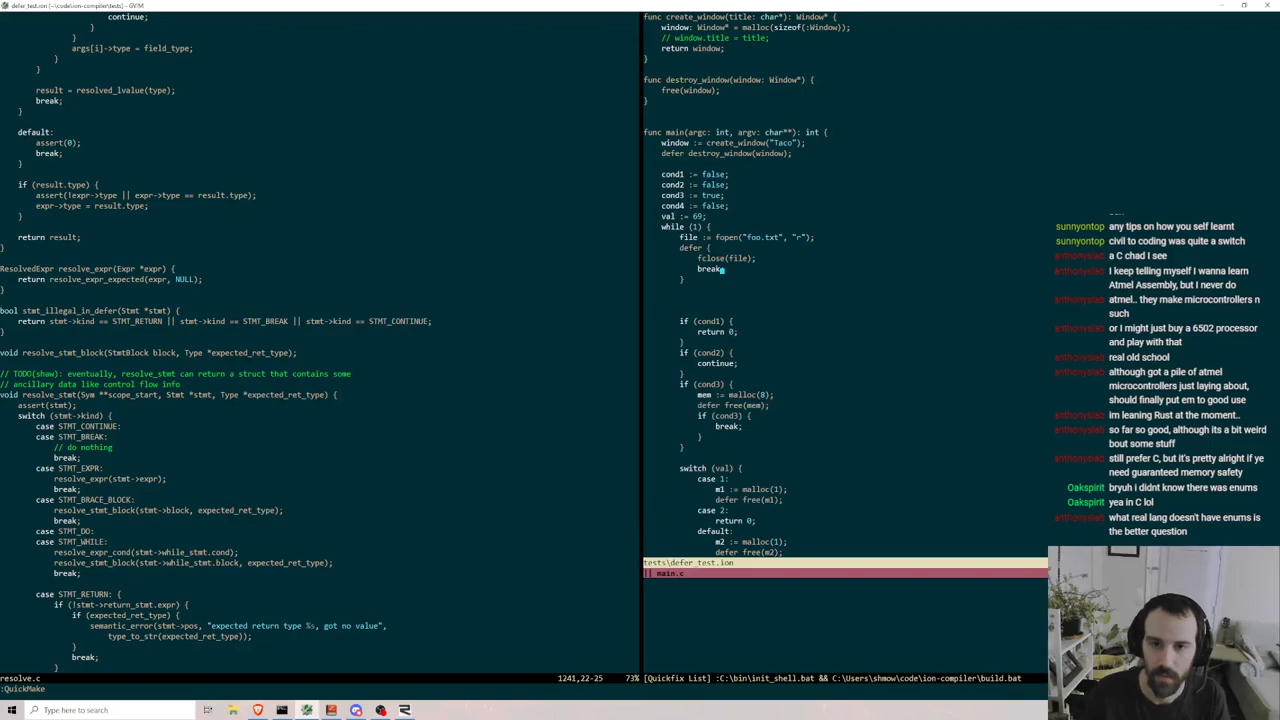 defer_test.ion (~\code\ion-compiler\tests) - GVIM
continue;
}
}
args[i]->type = field_type;
}
}
result = resolved_lvalue(type);
break;
}
default:
assert(0);
break;
}
if (result.type) {
assert(!expr->type || expr->type == result.type);
expr->type = result.type;
}
return result;
}
ResolvedExpr resolve_expr(Expr *expr) {
return resolve_expr_expected(expr, NULL);
}
bool stmt_illegal_in_defer(Stmt *stmt) {
return stmt->kind == STMT_RETURN || stmt->kind == STMT_BREAK || stmt->kind == STMT_CONTINUE;
}
void resolve_stmt_block(StmtBlock block, Type *expected_ret_type);
// TODO(shaw): eventually, resolve_stmt can return a struct that contains some
// ancillary data like control flow info
void resolve_stmt(Sym **scope_start, Stmt *stmt, Type *expected_ret_type) {
assert(stmt);
switch (stmt->kind) {
case STMT_CONTINUE:
case STMT_BREAK:
// do nothing
break;
case STMT_EXPR:
resolve_expr(stmt->expr);
break;
case STMT_BRACE_BLOCK:
resolve_stmt_block(stmt->block, expected_ret_type);
break;
case STMT_DO:
case STMT_WHILE:
resolve_expr_cond(stmt->while_stmt.cond);
resolve_stmt_block(stmt->while_stmt.block, expected_ret_type);
break;
case STMT_RETURN: {
if (!stmt->return_stmt.expr) {
if (expected_ret_type) {
semantic_error(stmt->pos, "expected return type %s, got no value",
type_to_str(expected_ret_type));
}
break;
}
resolve.c 1241,22-25 73%
:QuickMake
func create_window(title: char*): Window* {
window: Window* = malloc(sizeof(:Window));
// window.title = title;
return window;
}
func destroy_window(window: Window*) {
free(window);
}
func main(argc: int, argv: char**): int {
window := create_window("Taco");
defer destroy_window(window);
cond1 := false;
cond2 := false;
cond3 := true;
cond4 := false;
val := 69;
while (1) {
file := fopen("foo.txt", "r");
defer {
fclose(file);
break;
}
if (cond1) {
return 0;
}
if (cond2) {
continue;
}
if (cond3) {
mem := malloc(8);
defer free(mem);
if (cond3) {
break;
}
}
switch (val) {
case 1:
m1 := malloc(1);
defer free(m1);
case 2:
return 0;
default:
m2 := malloc(1);
defer free(m2);
tests\defer_test.ion
|| main.c
[Quickfix List] :C:\bin\init_shell.bat && C:\Users\shmow\code\ion-compiler\build.bat
sunnyontop any tips on how you self learnt
sunnyontop civil to coding was quite a switch
anthonyslab a C chad I see
anthonyslab I keep telling myself I wanna learn
Atmel Assembly, but I never do
anthonyslab atmel.. they make microcontrollers n
such
anthonyslab or I might just buy a 6502 processor
and play with that
anthonyslab real old school
anthonyslab although got a pile of atmel
microcontrollers just laying about,
should finally put em to good use
anthonyslab im leaning Rust at the moment..
anthonyslab so far so good, although its a bit weird
bout some stuff
anthonyslab still prefer C, but it's pretty alright if ye
need guaranteed memory safety
Oakspirit bryuh i didnt know there was enums
Oakspirit yea in C lol
anthonyslab what real lang doesn't have enums is
the better question
Type here to search